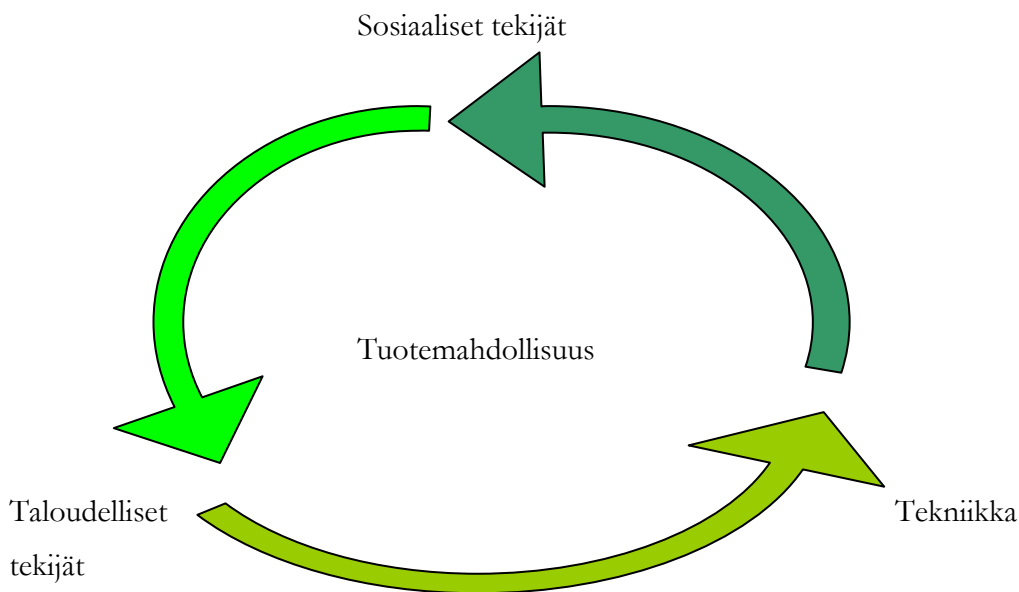 Sosiaaliset tekijät
Tuotemahdollisuus
Taloudelliset
tekijät
Tekniikka